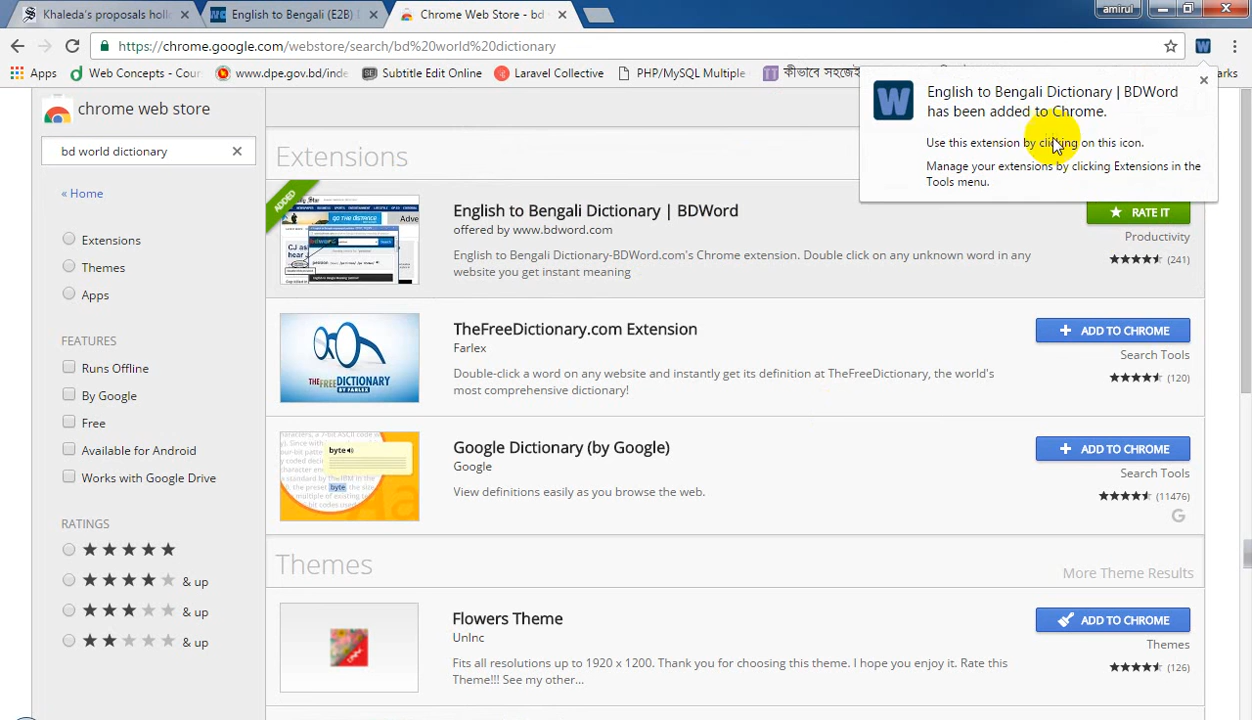 Khaleda's proposals holl
English to Bengali (E2B)
Chrome Web Store - bd
amirul
https://chrome.google.com/webstore/search/bd%20world%20dictionary
Apps
Web Concepts - Cour
www.dpe.gov.bd/inde
Subtitle Edit Online
Laravel Collective
PHP/MySQL Multiple
কীভাবে সহজেই
arks
English to Bengali Dictionary | BDWord
has been added to Chrome.
Use this extension by clicking on this icon.
Manage your extensions by clicking Extensions in the
Tools menu.
chrome web store
bd world dictionary
« Home
Extensions
Themes
Apps
FEATURES
Runs Offline
By Google
Free
Available for Android
Works with Google Drive
RATINGS
& up
& up
& up
Extensions
ADDED
English to Bengali Dictionary | BDWord
offered by www.bdword.com
English to Bengali Dictionary-BDWord.com's Chrome extension. Double click on any unknown word in any
website you get instant meaning
RATE IT
Productivity
(241)
TheFreeDictionary.com Extension
Farlex
Double-click a word on any website and instantly get its definition at TheFreeDictionary, the world's
most comprehensive dictionary!
ADD TO CHROME
Search Tools
(120)
THE FREE DICTIONARY
BY FARLEX
Google Dictionary (by Google)
Google
View definitions easily as you browse the web.
ADD TO CHROME
Search Tools
(11476)
byte
Themes
More Theme Results
Flowers Theme
UnInc
Fits all resolutions up to 1920 x 1200. Thank you for choosing this theme. I hope you enjoy it. Rate this
Theme!!! See my other...
ADD TO CHROME
Themes
(126)